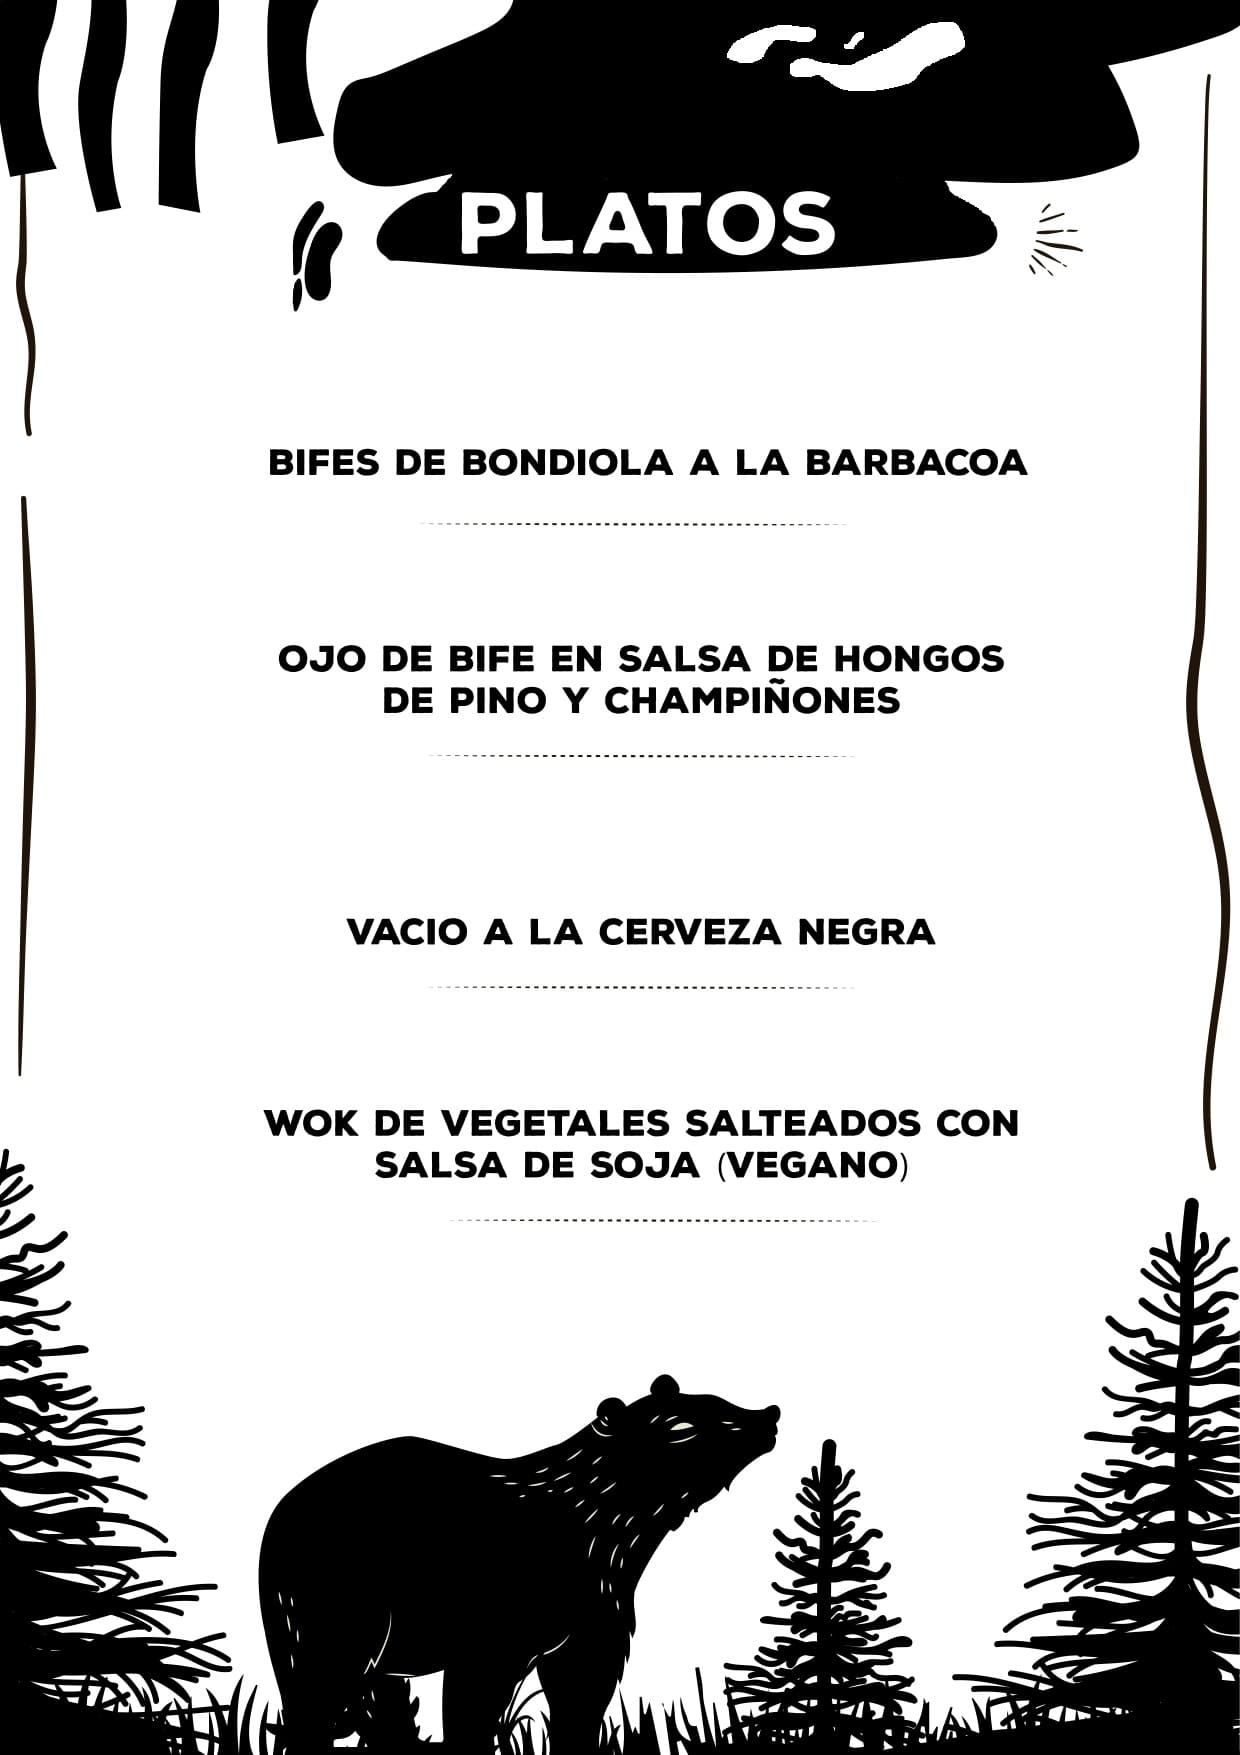 PLATOS
BIFES DE BONDIOLA A LA BARBACOA
OJO DE BIFE EN SALSA DE HONGOS
DE PINO Y CHAMPIÑONES
VACIO A LA CERVEZA NEGRA
WOK DE VEGETALES SALTEADOS CON
SALSA DE SOJA (VEGANO)